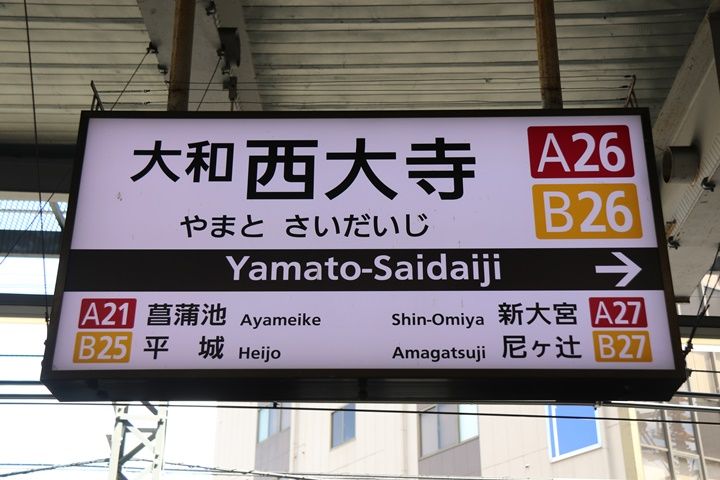 大和西大寺 A26
やまと さいだいじ B26
Yamato-Saidaiji →
A21 菖蒲池 Ayameike Shin-Omiya 新大宮 A27
B25 平城 Heijo Amagatsuji 尼ヶ辻 B27